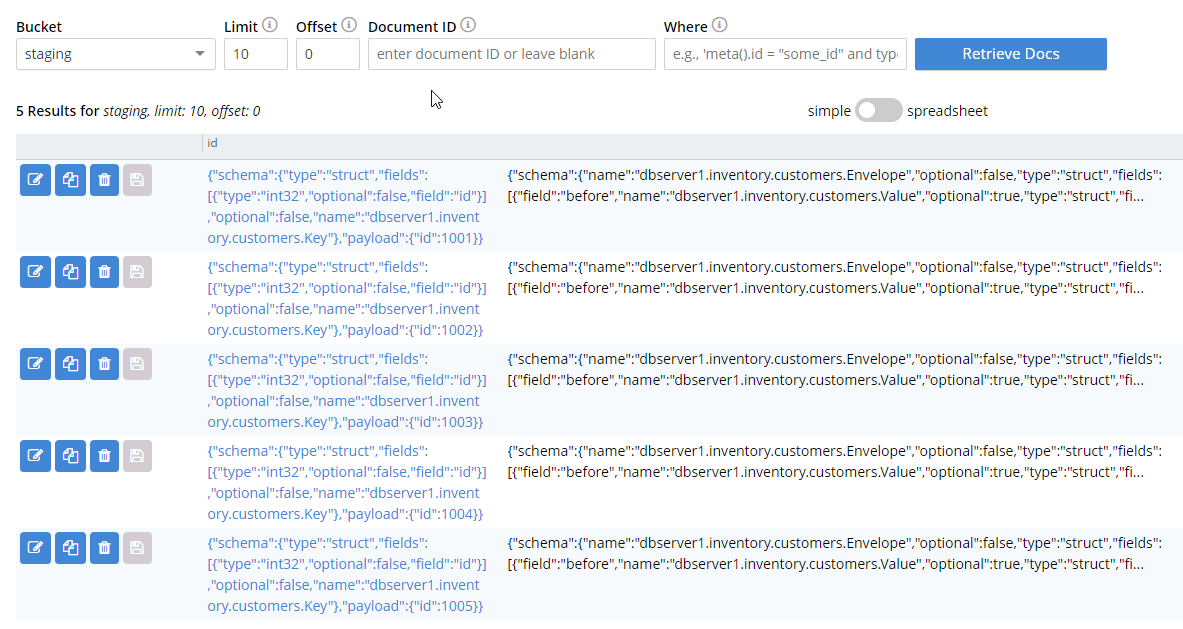 Bucket Limit Offset Document ID Where
staging 10 0 enter document ID or leave blank e.g., 'meta().id = "some_id" and typ Retrieve Docs
5 Results for staging, limit: 10, offset: 0 simple spreadsheet
id
{"schema":{"type":"struct","fields": {"schema":{"name":"dbserver1.inventory.customers.Envelope","optional":false,"type":"struct","fields":
[{"type":"int32","optional":false,"field":"id"}] [{"field":"before","name":"dbserver1.inventory.customers.Value","optional":true,"type":"struct","fi...
,"optional":false,"name":"dbserver1.invent
ory.customers.Key"},"payload":{"id":1001}}
{"schema":{"type":"struct","fields": {"schema":{"name":"dbserver1.inventory.customers.Envelope","optional":false,"type":"struct","fields":
[{"type":"int32","optional":false,"field":"id"}] [{"field":"before","name":"dbserver1.inventory.customers.Value","optional":true,"type":"struct","fi...
,"optional":false,"name":"dbserver1.invent
ory.customers.Key"},"payload":{"id":1002}}
{"schema":{"type":"struct","fields": {"schema":{"name":"dbserver1.inventory.customers.Envelope","optional":false,"type":"struct","fields":
[{"type":"int32","optional":false,"field":"id"}] [{"field":"before","name":"dbserver1.inventory.customers.Value","optional":true,"type":"struct","fi...
,"optional":false,"name":"dbserver1.invent
ory.customers.Key"},"payload":{"id":1003}}
{"schema":{"type":"struct","fields": {"schema":{"name":"dbserver1.inventory.customers.Envelope","optional":false,"type":"struct","fields":
[{"type":"int32","optional":false,"field":"id"}] [{"field":"before","name":"dbserver1.inventory.customers.Value","optional":true,"type":"struct","fi...
,"optional":false,"name":"dbserver1.invent
ory.customers.Key"},"payload":{"id":1004}}
{"schema":{"type":"struct","fields": {"schema":{"name":"dbserver1.inventory.customers.Envelope","optional":false,"type":"struct","fields":
[{"type":"int32","optional":false,"field":"id"}] [{"field":"before","name":"dbserver1.inventory.customers.Value","optional":true,"type":"struct","fi...
,"optional":false,"name":"dbserver1.invent
ory.customers.Key"},"payload":{"id":1005}}